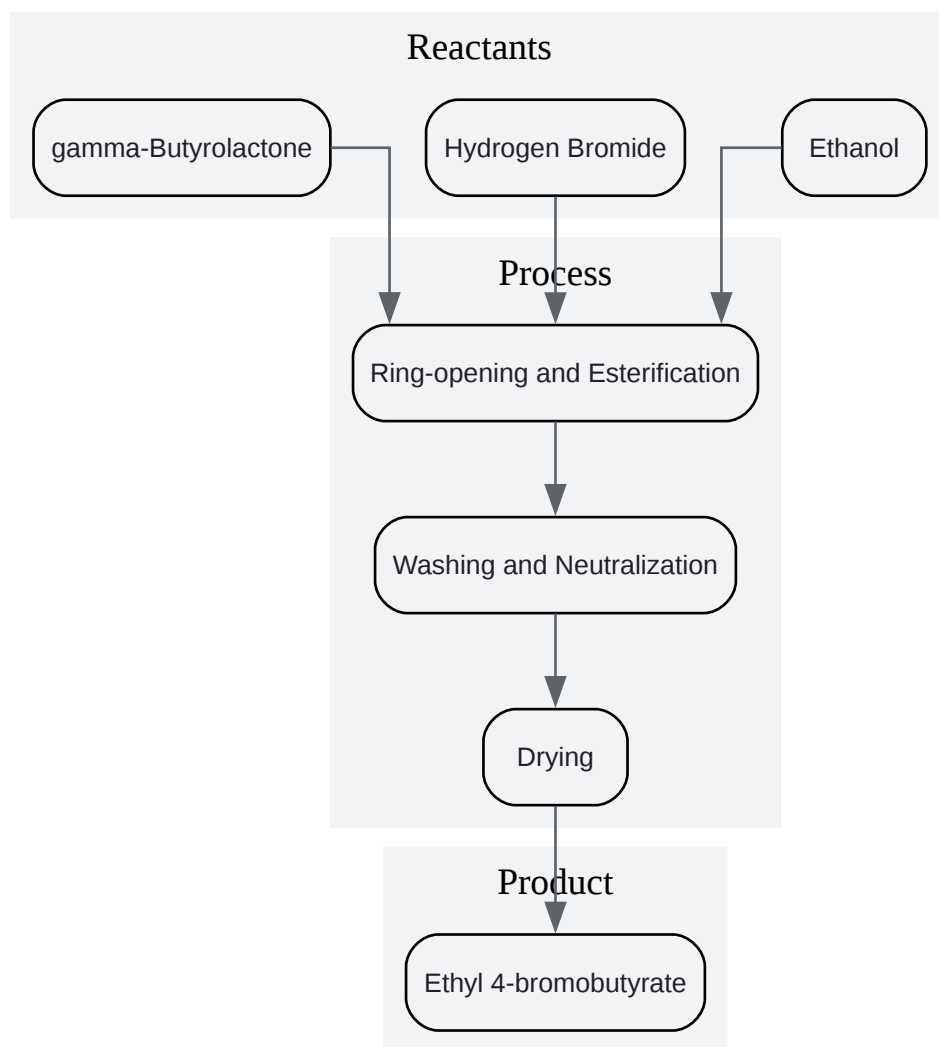 Reactants
gamma-Butyrolactone
Hydrogen Bromide
Ethanol
Process
Ring-opening and Esterification
Washing and Neutralization
Drying
Product
Ethyl 4-bromobutyrate